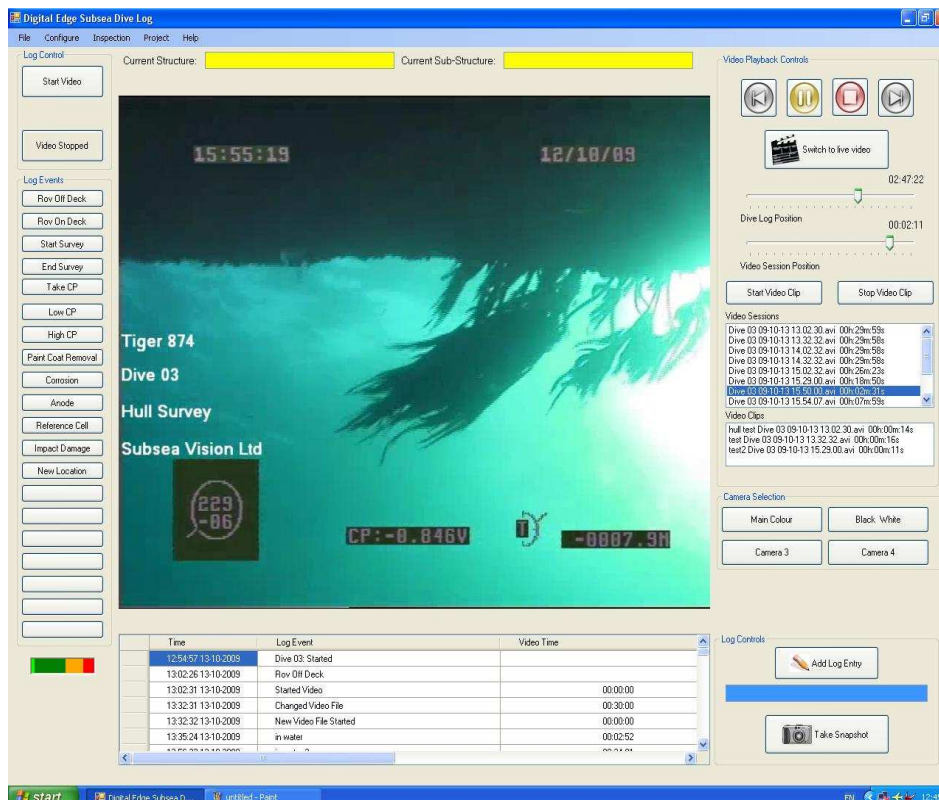 Digital Edge Subsea Dive Log
File Configure Inspection Project Help
Log Control
Start Video
Video Stopped
Log Events
Rov Off Deck
Rov On Deck
Start Survey
End Survey
Take CP
Low CP
High CP
Paint Coat Removal
Corrosion
Anode
Reference Cell
Impact Damage
New Location
Current Structure: Current Sub-Structure:
15:55:19 12/10/09
Tiger 874
Dive 03
Hull Survey
Subsea Vision Ltd
229
-06
CP:-0.846V
-0007.9M
Time Log Event Video Time
12:54:57 13-10-2009 Dive 03: Started
13:02:26 13-10-2009 Rov Off Deck
13:02:31 13-10-2009 Started Video 00:00:00
13:32:31 13-10-2009 Changed Video File 00:30:00
13:32:32 13-10-2009 New Video File Started 00:00:00
13:35:24 13-10-2009 in water 00:02:52
Video Playback Controls
Switch to live video
02:47:22
Dive Log Position
00:02:11
Video Session Position
Start Video Clip Stop Video Clip
Video Sessions
Dive 03 09-10-13 13.02.30.avi 00h:29m:59s
Dive 03 09-10-13 13.32.32.avi 00h:29m:58s
Dive 03 09-10-13 14.02.32.avi 00h:29m:58s
Dive 03 09-10-13 14.32.32.avi 00h:29m:58s
Dive 03 09-10-13 15.02.32.avi 00h:26m:23s
Dive 03 09-10-13 15.29.00.avi 00h:18m:50s
Dive 03 09-10-13 15.50.00.avi 00h:02m:31s
Dive 03 09-10-13 15.54.07.avi 00h:07m:59s
Video Clips
hull test Dive 03 09-10-13 13.02.30.avi 00h:00m:14s
test Dive 03 09-10-13 13.32.32.avi 00h:00m:16s
test2 Dive 03 09-10-13 15.29.00.avi 00h:00m:11s
Camera Selection
Main Colour Black White
Camera 3 Camera 4
Log Controls
Add Log Entry
Take Snapshot
start Digital Edge Subsea D... untitled - Paint EN